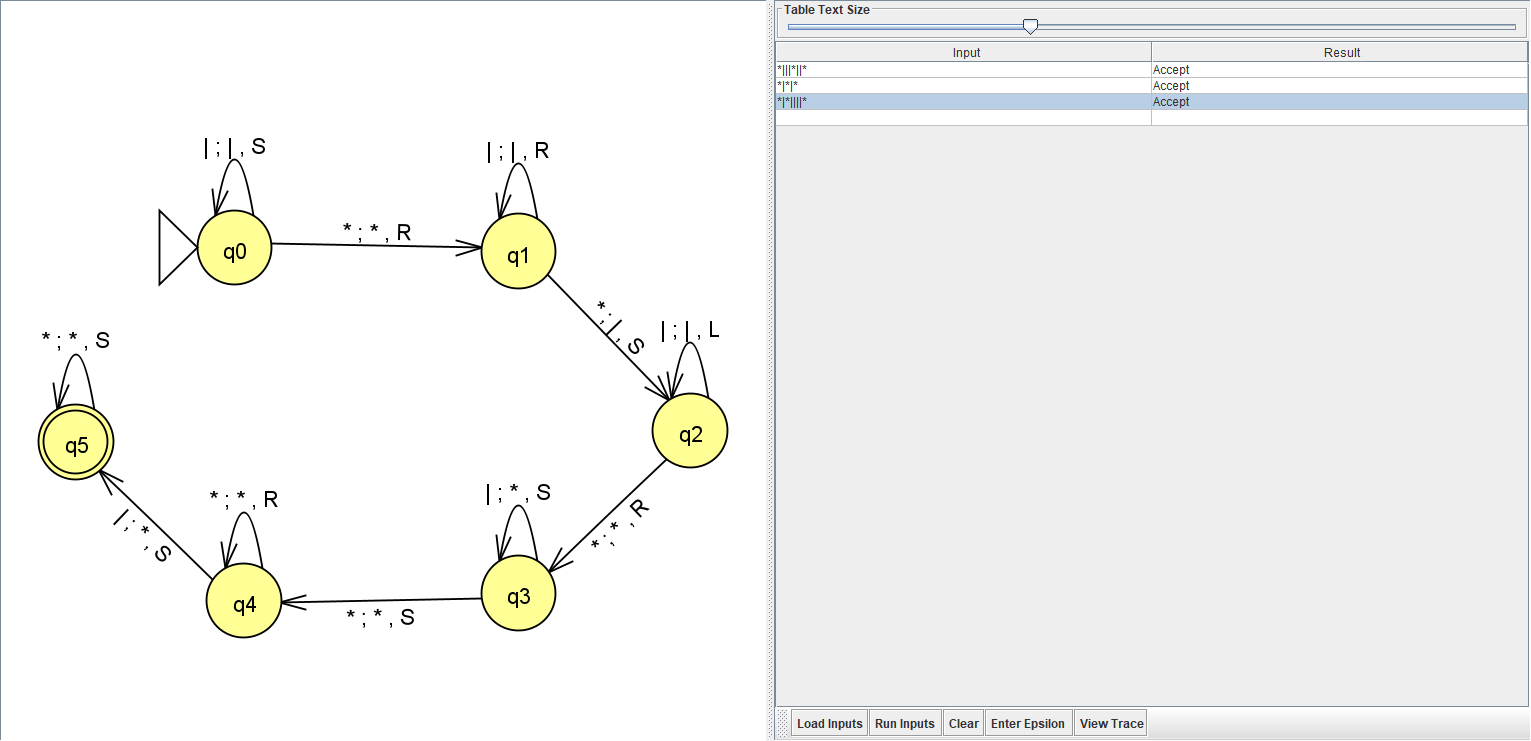 | ; | , S
| ; | , R
q0
* ; * , R
q1
* ; | , S
| ; | , L
* ; * , S
q5
q2
* ; * , R
| ; * , S
* ; * , R
| ; * , S
q4
* ; * , S
q3
Table Text Size
Input Result
*|||*||* Accept
*|*|* Accept
*|*||||* Accept
Load Inputs Run Inputs Clear Enter Epsilon View Trace